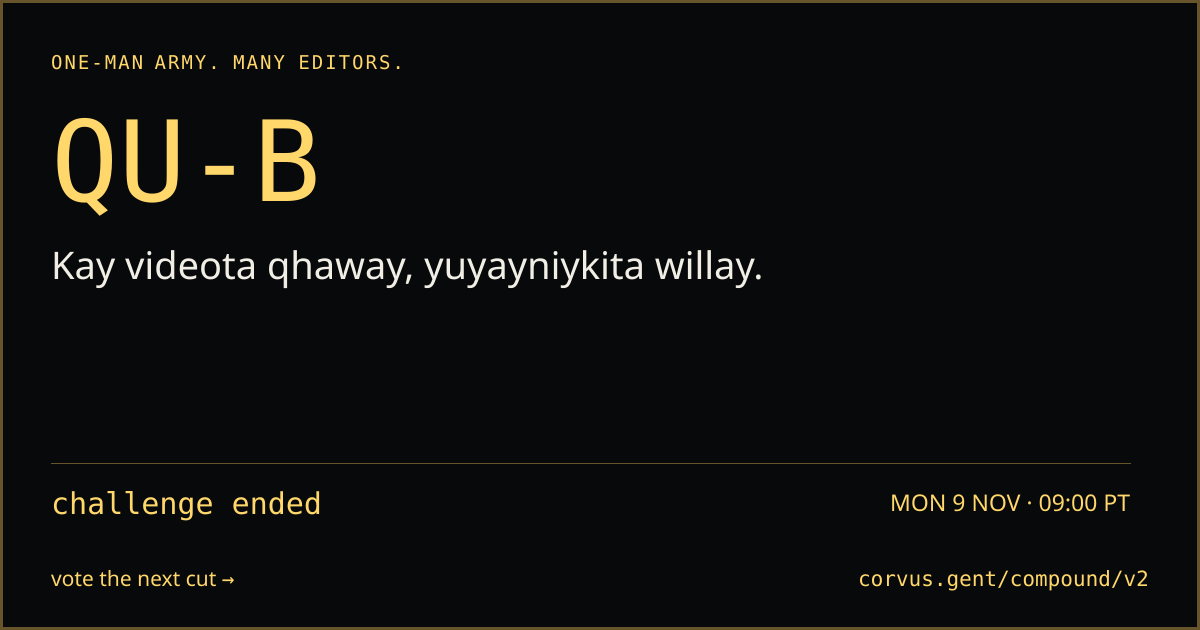 ONE-MAN ARMY. MANY EDITORS.
QU-B
Kay videota qhaway, yuyayniykita willay.
challenge ended
MON 9 NOV · 09:00 PT
vote the next cut →
corvus.gent/compound/v2